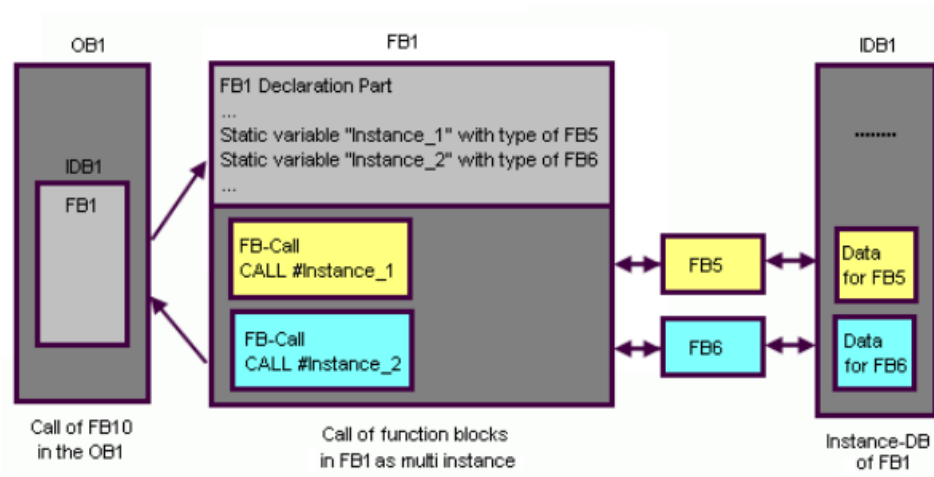 OB1
IDB1
FB1
Call of FB10
in the OB1
FB1
FB1 Declaration Part
...
Static variable "Instance_1" with type of FB5
Static variable "Instance_2" with type of FB6
...
FB-Call
CALL #Instance_1
FB-Call
CALL #Instance_2
Call of function blocks
in FB1 as multi instance
FB5
FB6
IDB1
........
Data
for FB5
Data
for FB6
Instance-DB
of FB1